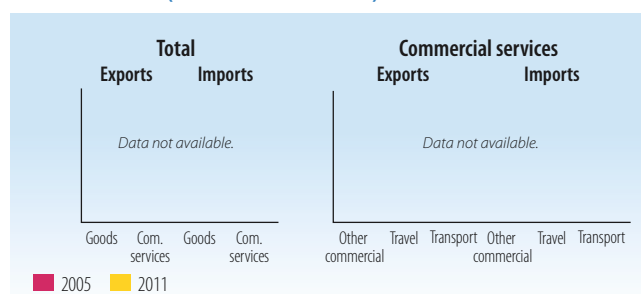 Total
Exports Imports
Data not available.
Goods Com. services Goods Com. services
Commercial services
Exports Imports
Data not available.
Other commercial Travel Transport Other commercial Travel Transport
2005 2011